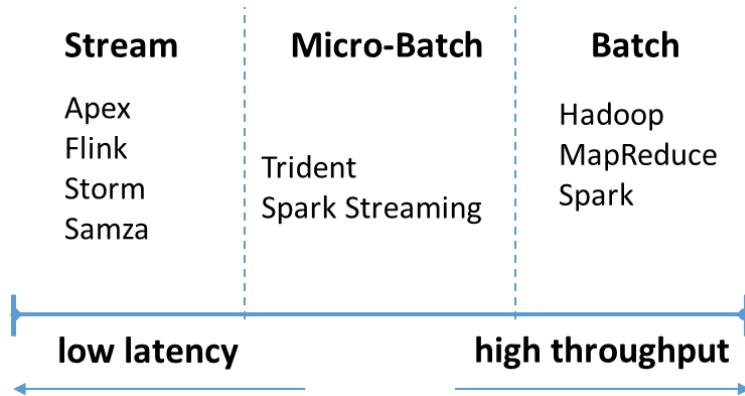 Stream
Apex
Flink
Storm
Samza
Micro-Batch
Trident
Spark Streaming
Batch
Hadoop
MapReduce
Spark
low latency
high throughput